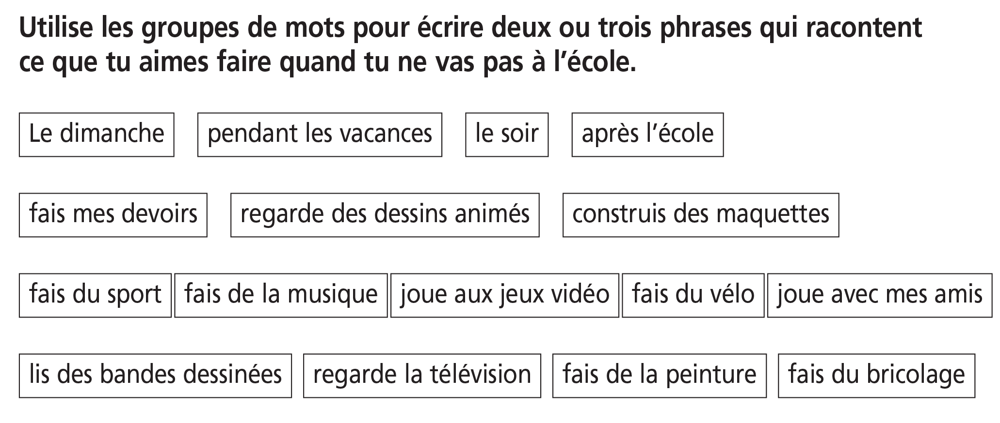 Utilise les groupes de mots pour écrire deux ou trois phrases qui racontent
ce que tu aimes faire quand tu ne vas pas à l’école.
Le dimanche pendant les vacances le soir après l’école
fais mes devoirs regarde des dessins animés construis des maquettes
fais du sport fais de la musique joue aux jeux vidéo fais du vélo joue avec mes amis
lis des bandes dessinées regarde la télévision fais de la peinture fais du bricolage